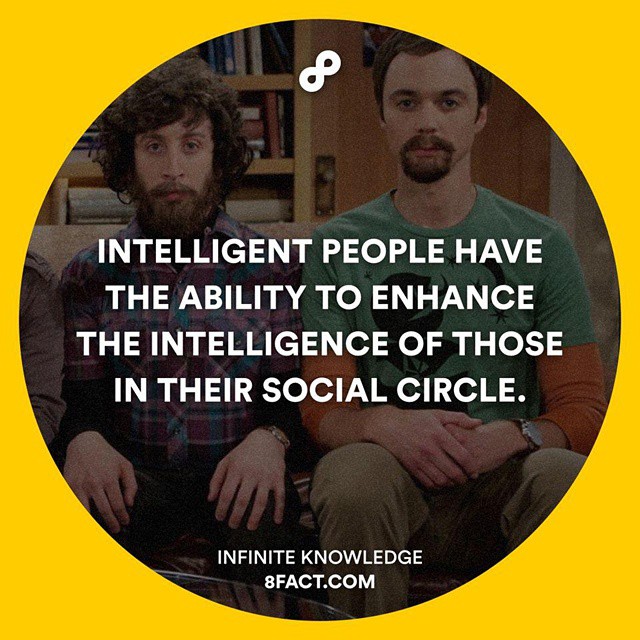 INTELLIGENT PEOPLE HAVE
THE ABILITY TO ENHANCE
THE INTELLIGENCE OF THOSE
IN THEIR SOCIAL CIRCLE.
INFINITE KNOWLEDGE
8FACT.COM